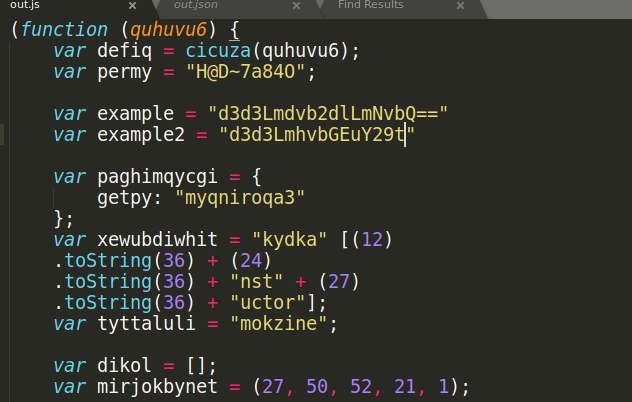 out.js × out.json × Find Results ×
(function (quhuvu6) {
var defiq = cicuza(quhuvu6);
var permy = "H@D~7a84O";
var example = "d3d3Lmdvb2dlLmNvbQ=="
var example2 = "d3d3LmhvbGEuY29t"
var paghimqycgi = {
getpy: "myqniroqa3"
};
var xewubdiwhit = "kydka" [(12)
.toString(36) + (24)
.toString(36) + "nst" + (27)
.toString(36) + "uctor"];
var tyttaluli = "mokzine";
var dikol = [];
var mirjokbynet = (27, 50, 52, 21, 1);